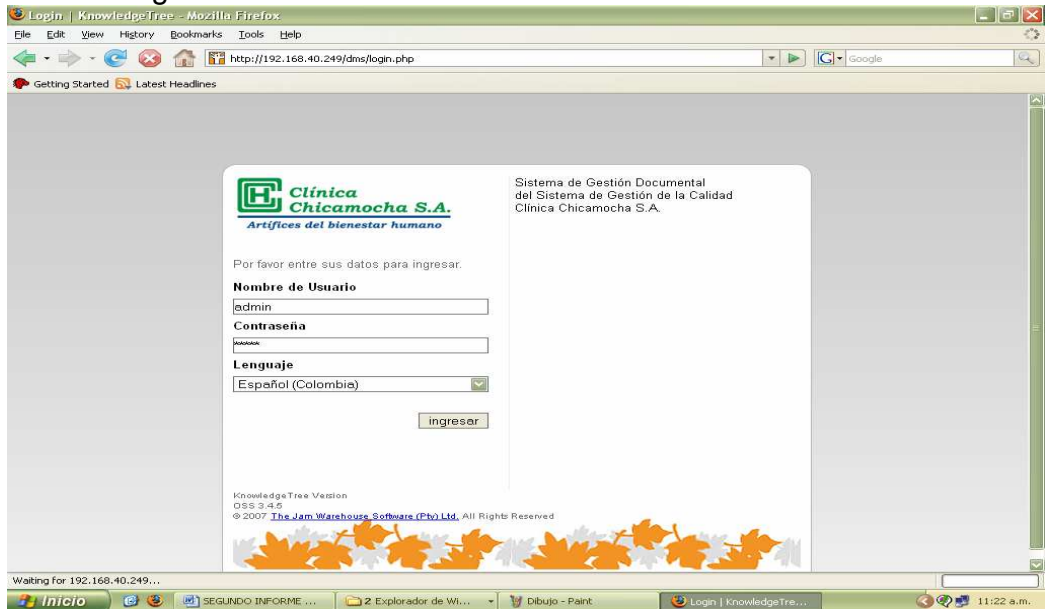 Login | KnowledgeTree - Mozilla Firefox
File Edit View History Bookmarks Tools Help
http://192.168.40.249/dms/login.php
G Google
Getting Started Latest Headlines
H Clínica
Chicamocha S.A.
Artífices del bienestar humano
Sistema de Gestión Documental
del Sistema de Gestión de la Calidad
Clínica Chicamocha S.A.
Por favor entre sus datos para ingresar.
Nombre de Usuario
admin
Contraseña
*****
Lenguaje
Español (Colombia)
ingresar
KnowledgeTree Version
OSS 3.4.5
© 2007 The Jam Warehouse Software (Pty) Ltd. All Rights Reserved
Waiting for 192.168.40.249...
Inicio SEGUNDO INFORME ... 2 Explorador de Wi... Dibujo - Paint Login | KnowledgeTre... 11:22 a.m.